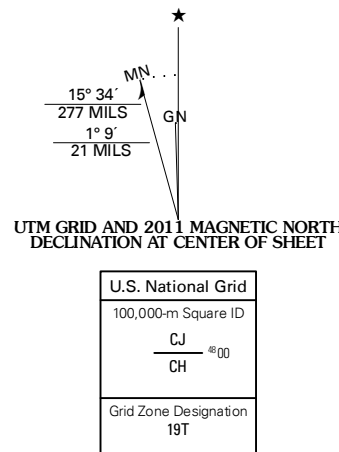 MN
15° 34´
277 MILS
GN
1° 9´
21 MILS
UTM GRID AND 2011 MAGNETIC NORTH
DECLINATION AT CENTER OF SHEET
U.S. National Grid
100,000-m Square ID
CJ
4800
CH
Grid Zone Designation
19T